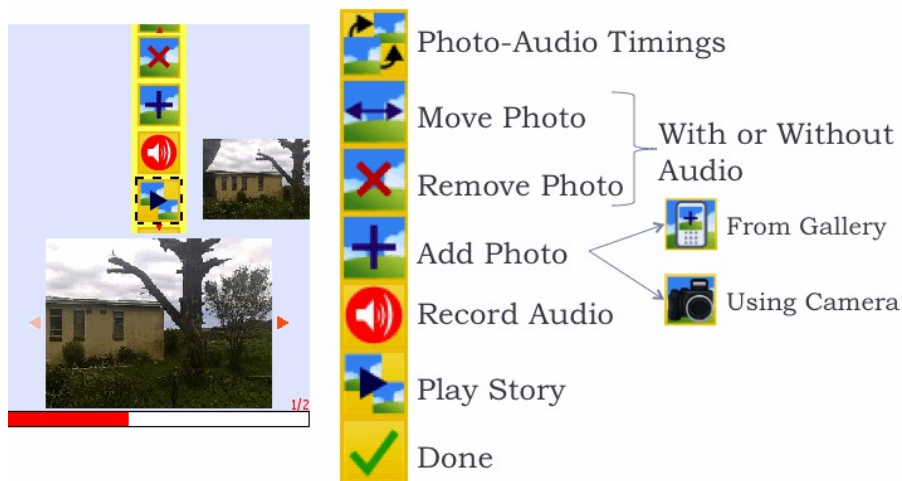 1/2
Photo-Audio Timings
Move Photo
Remove Photo
With or Without
Audio
Add Photo
From Gallery
Using Camera
Record Audio
Play Story
Done